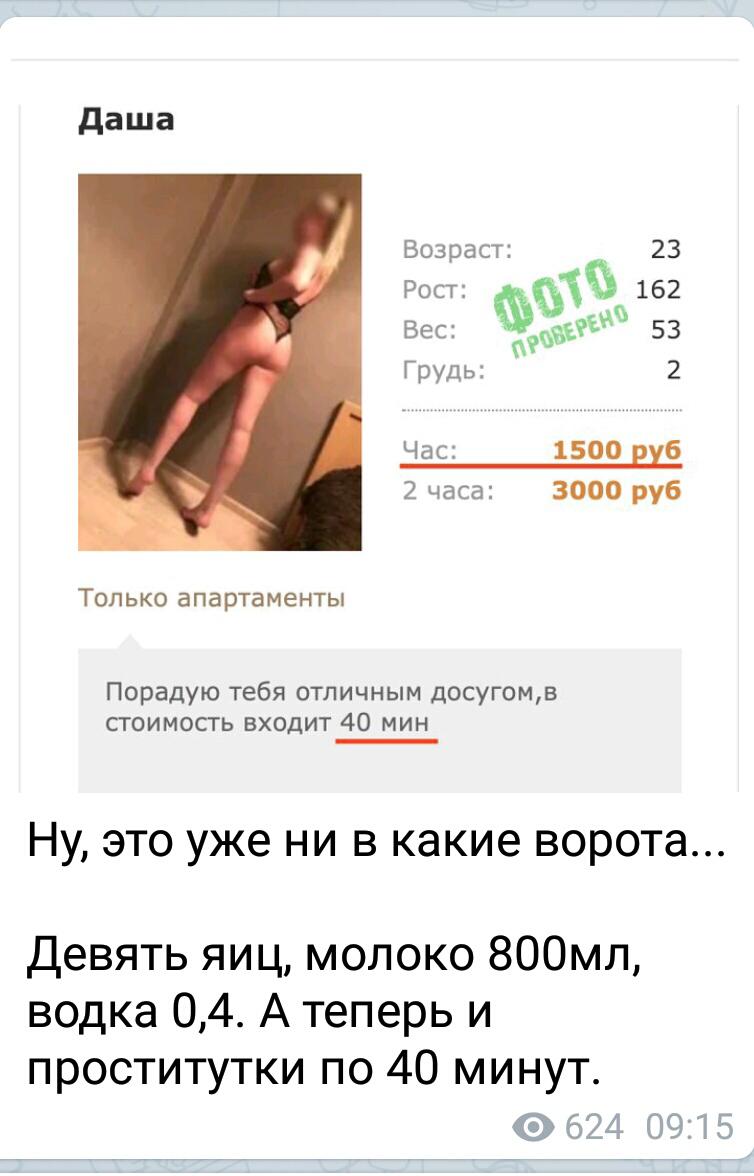 Даша
Возраст: 23
Рост: 162
Вес: 53
Грудь: 2
ФОТО
ПРОВЕРЕНО
Час: 1500 руб
2 часа: 3000 руб
Только апартаменты
Порадую тебя отличным досугом,в
стоимость входит 40 мин
Ну, это уже ни в какие ворота...
Девять яиц, молоко 800мл,
водка 0,4. А теперь и
проститутки по 40 минут.
624 09:15